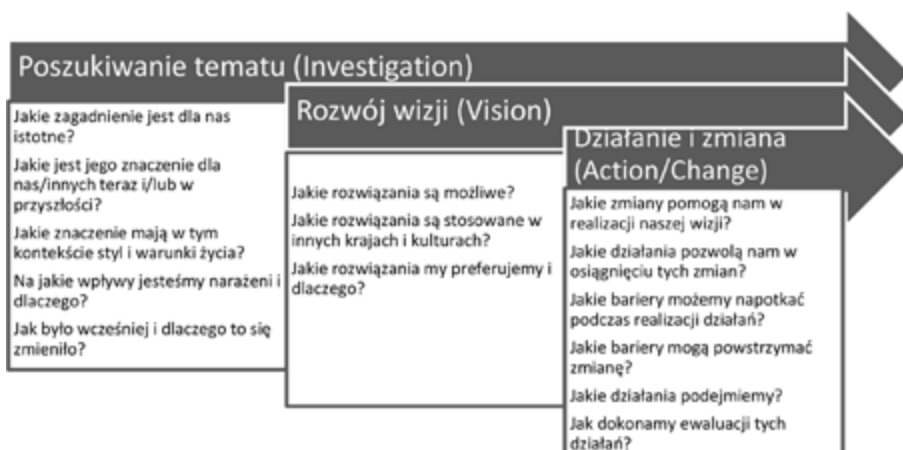 Poszukiwanie tematu (Investigation)
Jakie zagadnienie jest dla nas
istotne?
Jakie jest jego znaczenie dla
nas/innych teraz i/lub w
przyszłości?
Jakie znaczenie mają w tym
kontekście styl i warunki życia?
Na jakie wpływy jesteśmy narażeni i
dlaczego?
Jak było wcześniej i dlaczego to się
zmieniło?
Rozwój wizji (Vision)
Jakie rozwiązania są możliwe?
Jakie rozwiązania są stosowane w
innych krajach i kulturach?
Jakie rozwiązania my preferujemy i
dlaczego?
Działanie i zmiana
(Action/Change)
Jakie zmiany pomogą nam w
realizacji naszej wizji?
Jakie działania pozwolą nam w
osiągnięciu tych zmian?
Jakie bariery możemy napotkać
podczas realizacji działań?
Jakie bariery mogą powstrzymać
zmianę?
Jakie działania podejmiemy?
Jak dokonamy ewaluacji tych
działań?